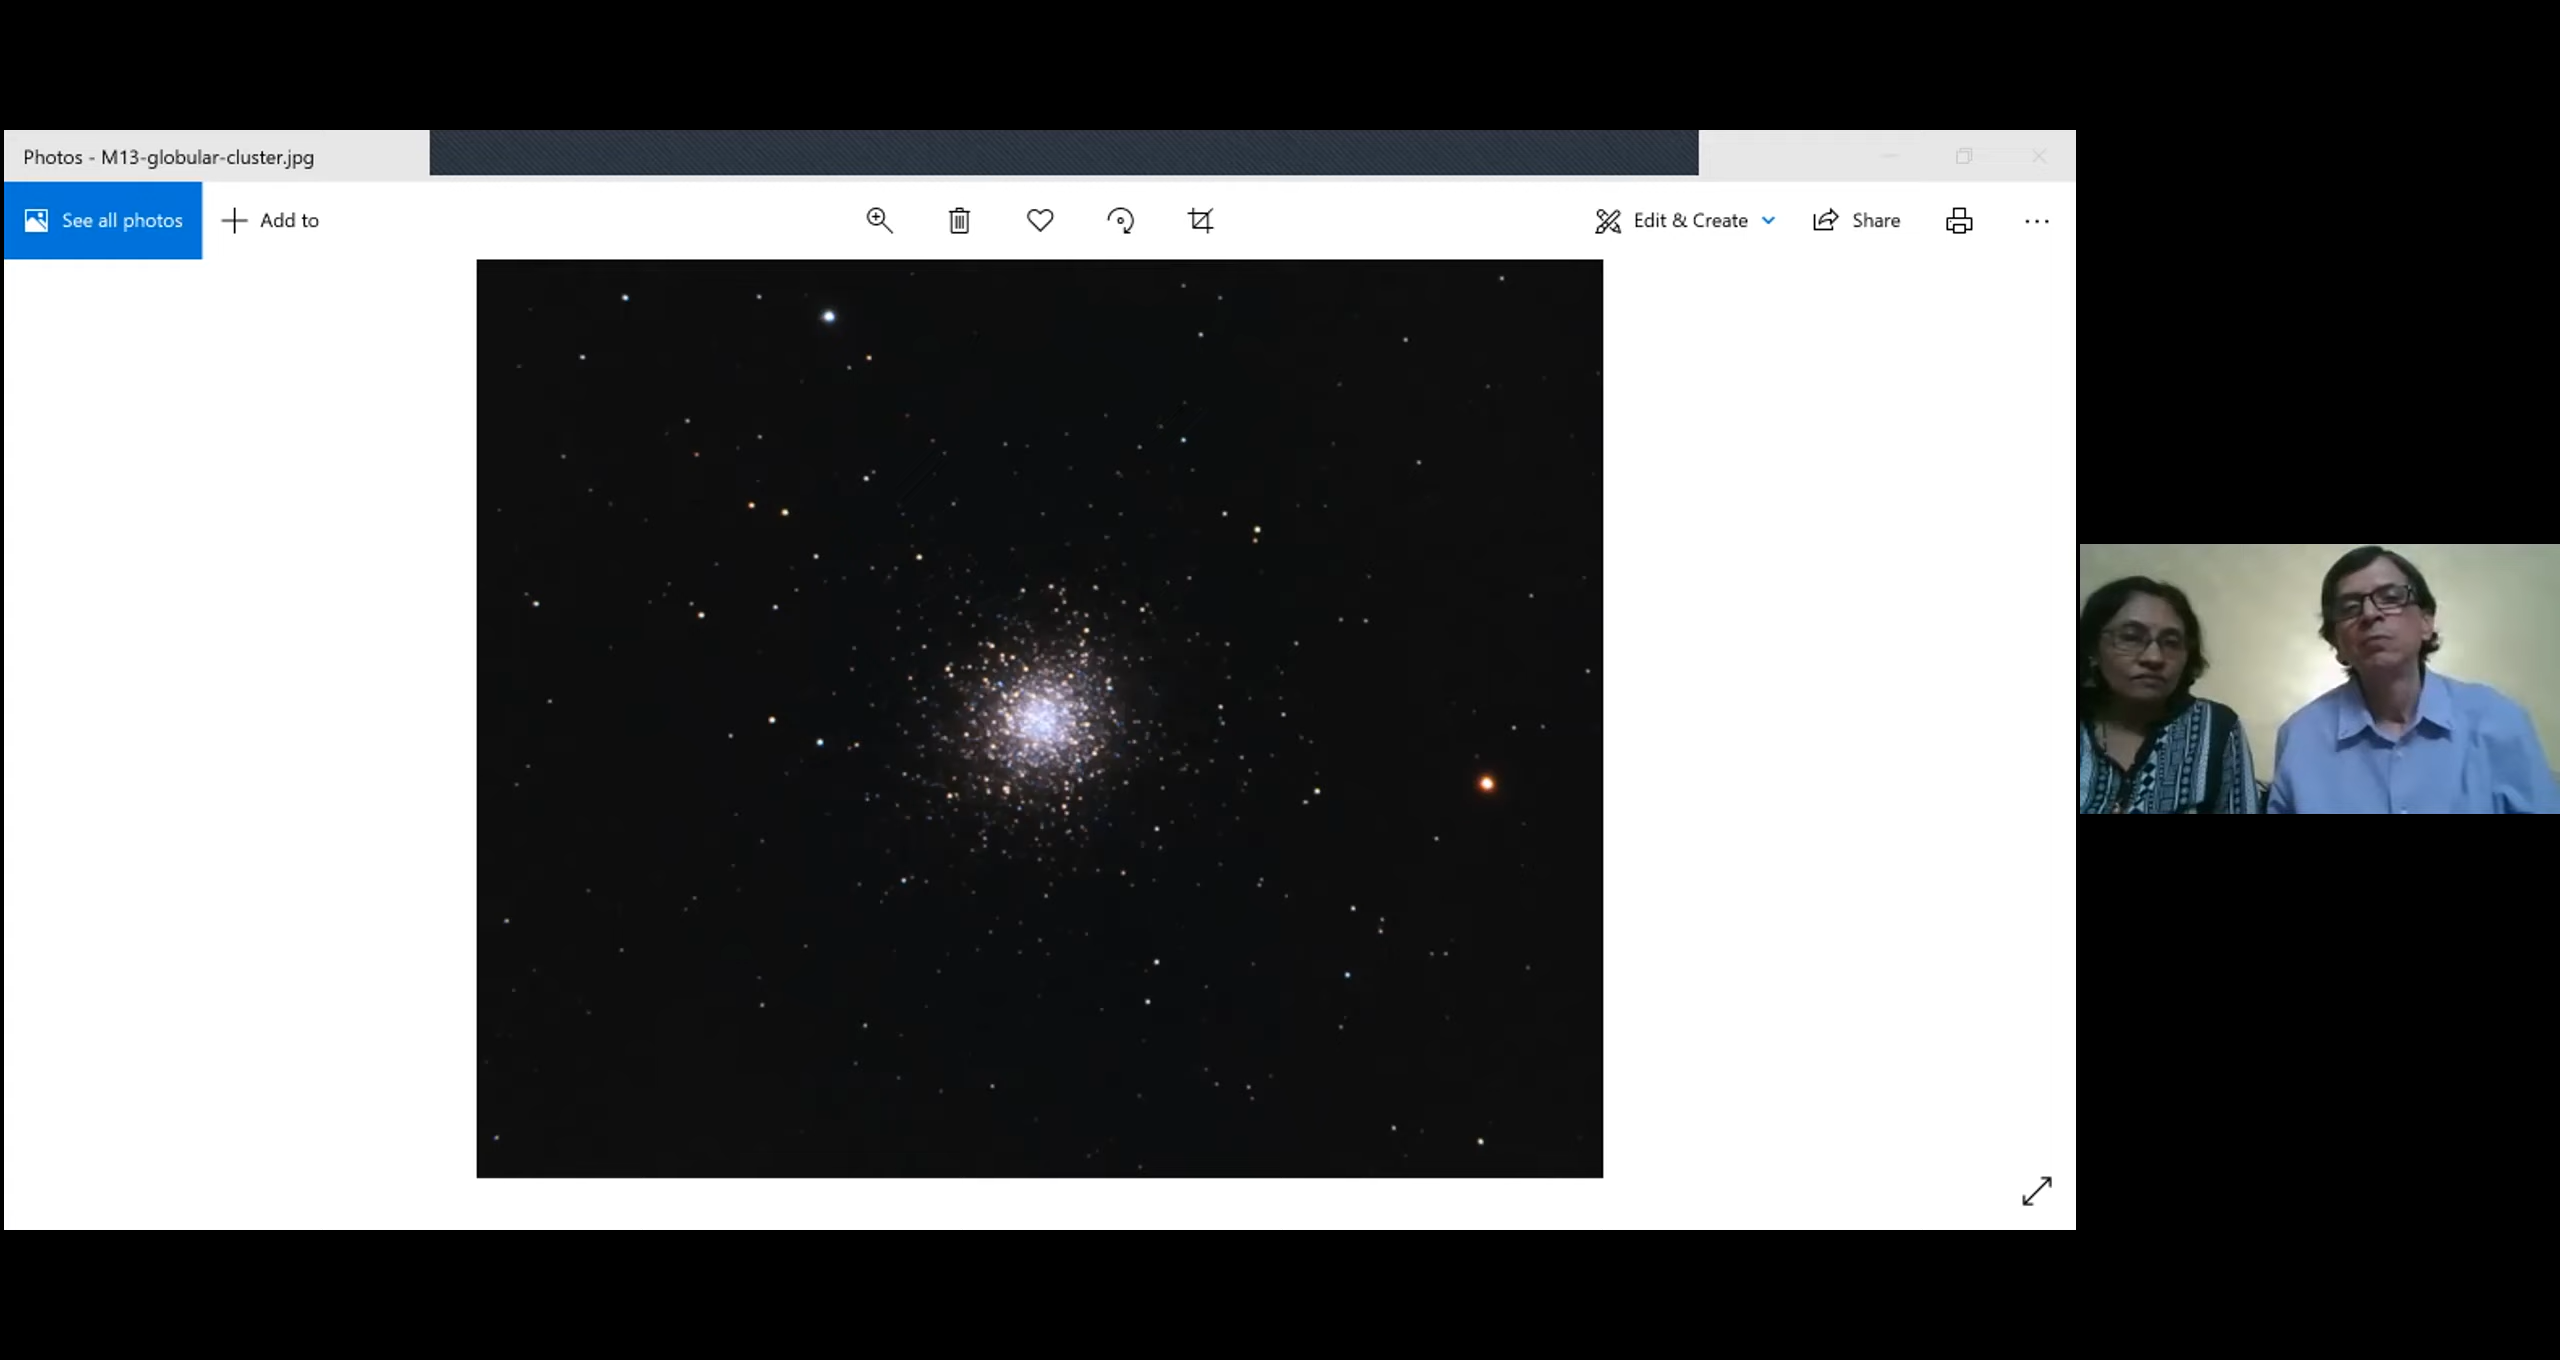 Photos - M13-globular-cluster.jpg
See all photos
Add to
Edit & Create
Share